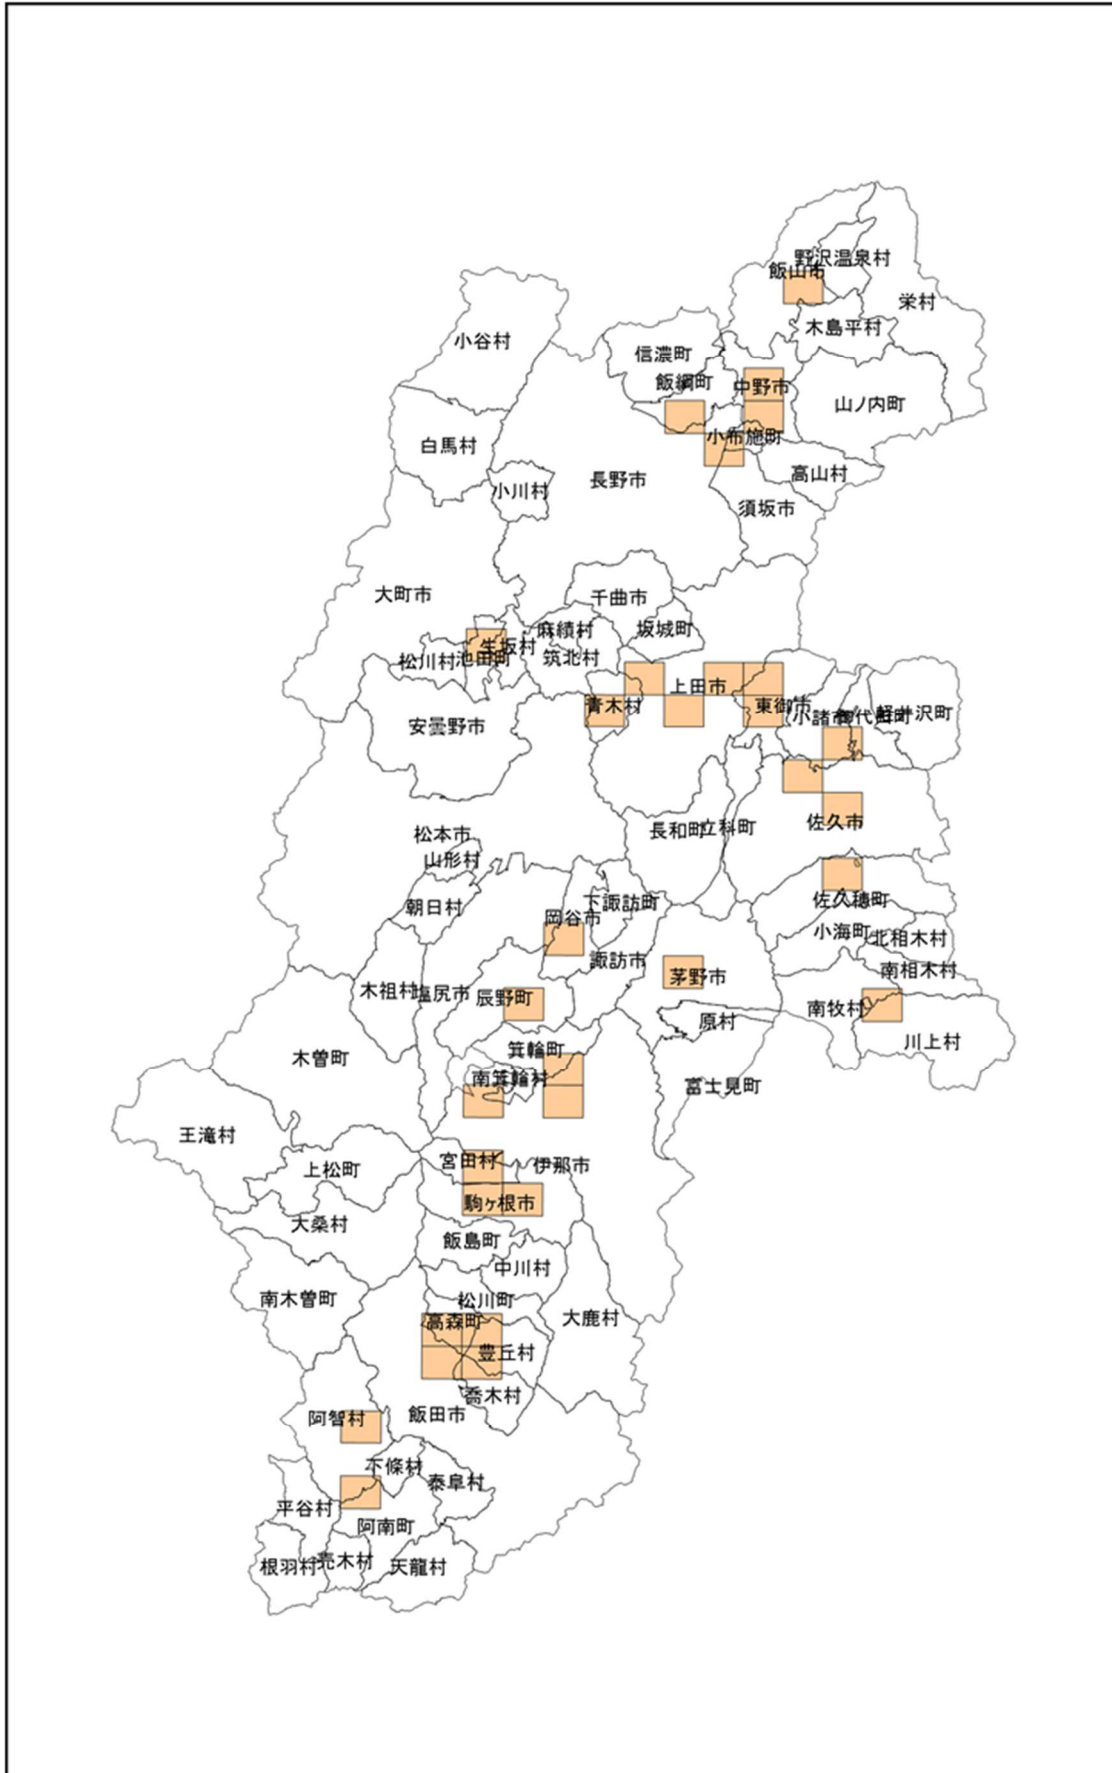 野沢温泉村
飯山市
栄村
木島平村
小谷村
信濃町
飯綱町
中野市
山ノ内町
小布施町
白馬村
高山村
長野市
小川村
須坂市
大町市
千曲市
麻績村
坂城町
生坂村
松川村
池田町
筑北村
上田市
青木村
東御市
小諸市
御代田町
軽井沢町
安曇野市
佐久市
長和町
立科町
松本市
山形村
佐久穂町
下諏訪町
朝日村
岡谷市
小海町
北相木村
諏訪市
南相木村
茅野市
木祖村
塩尻市
辰野町
南牧村
原村
川上村
箕輪町
木曽町
南箕輪村
富士見町
王滝村
宮田村
伊那市
上松町
駒ヶ根市
大桑村
飯島町
中川村
南木曽町
松川町
大鹿村
高森町
豊丘村
喬木村
飯田市
阿智村
下條村
泰阜村
平谷村
阿南町
売木村
根羽村
天龍村